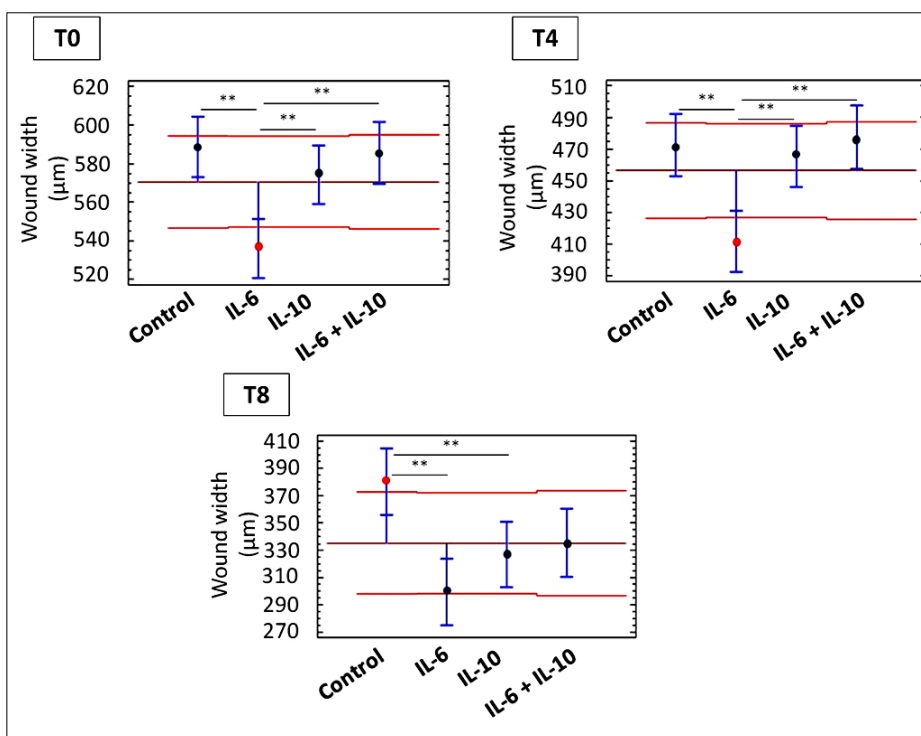 T0
620
600
580
560
540
520
Wound width
(µm)
**
**
**
Control
IL-6
IL-10
IL-6 + IL-10
T4
510
490
470
450
430
410
390
Wound width
(µm)
**
**
**
Control
IL-6
IL-10
IL-6 + IL-10
T8
410
390
370
350
330
310
290
270
Wound width
(µm)
**
**
Control
IL-6
IL-10
IL-6 + IL-10